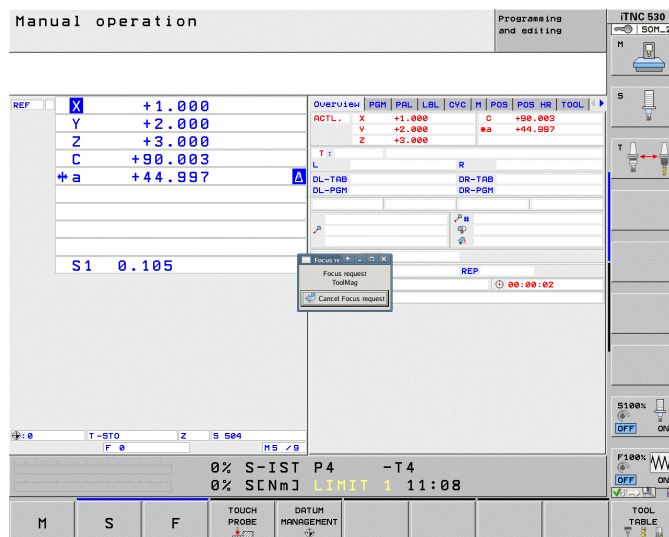 Manual operation
Programming
and editing
iTNC 530
SOM_2
M
S
T
REF
X +1.000
Y +2.000
Z +3.000
C +90.003
a +44.997 Δ
S1 0.105
Overview PGM PAL LBL CYC M POS POS HR TOOL
ACTL. X +1.000 C +90.003
Y +2.000 *a +44.997
Z +3.000
T :
L R
DL-TAB DR-TAB
DL-PGM DR-PGM
#
REP
00:00:02
Focus re
Focus request
ToolMag
Cancel Focus request
: 0 T-STO Z S 504
F 0 M5 / 9
0% S-IST P4 -T4
0% S[Nm] LIMIT 1 11:08
S100%
OFF ON
F100%
OFF ON
M
S
F
TOUCH
PROBE
DATUM
MANAGEMENT
TOOL
TABLE